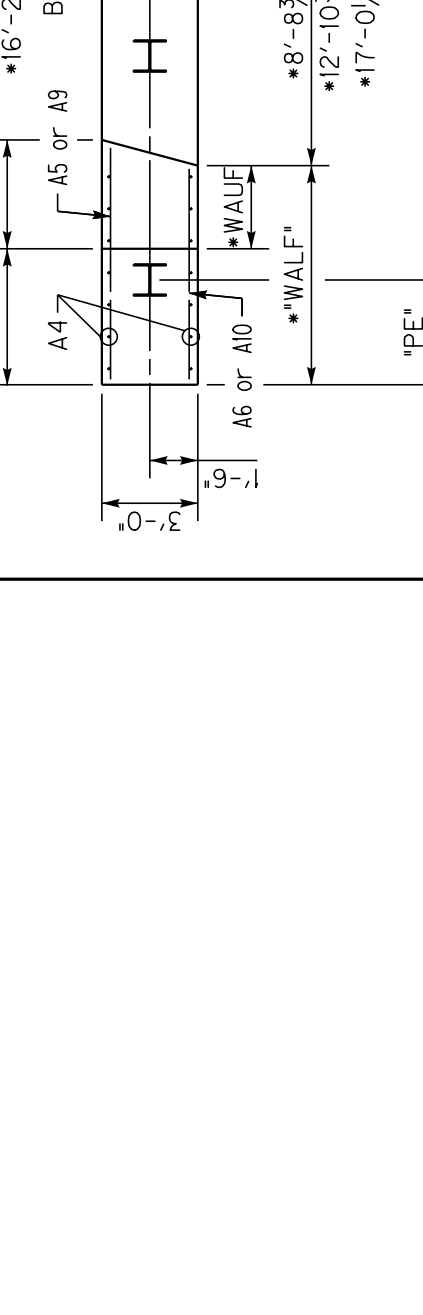 *16'-2
B
A5 or A9
A4
*WAUF
*"WALF"
*8'-8
*12'-10
*17'-0
A6 or A10
"PE"
1'-6"
3'-0"